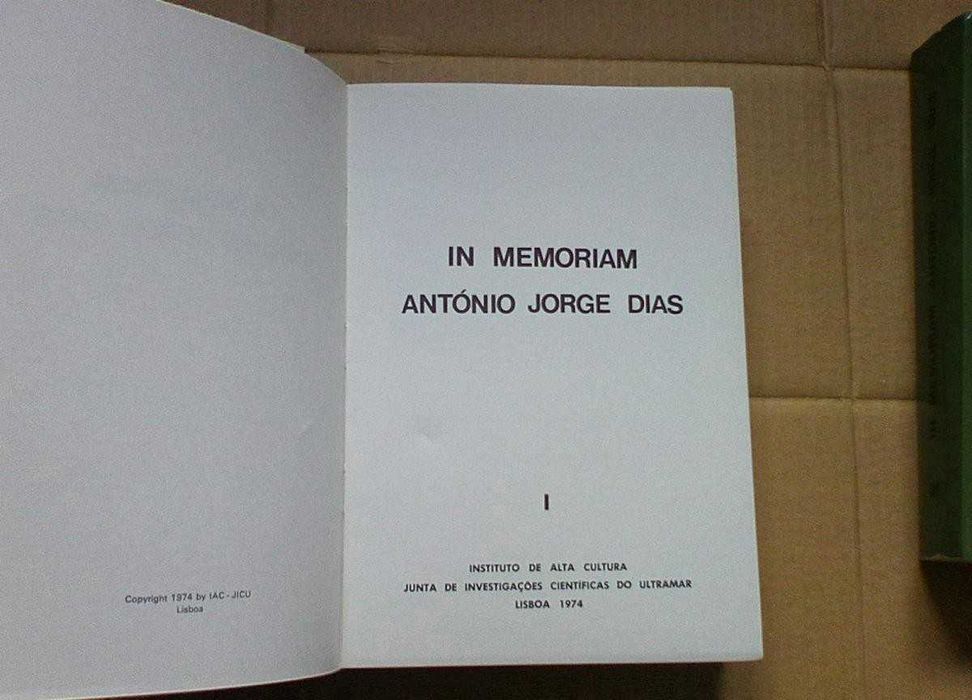 Copyright 1974 by IAC - JICU
Lisboa
IN MEMORIAM
ANTÓNIO JORGE DIAS
I
INSTITUTO DE ALTA CULTURA
JUNTA DE INVESTIGAÇÕES CIENTÍFICAS DO ULTRAMAR
LISBOA 1974